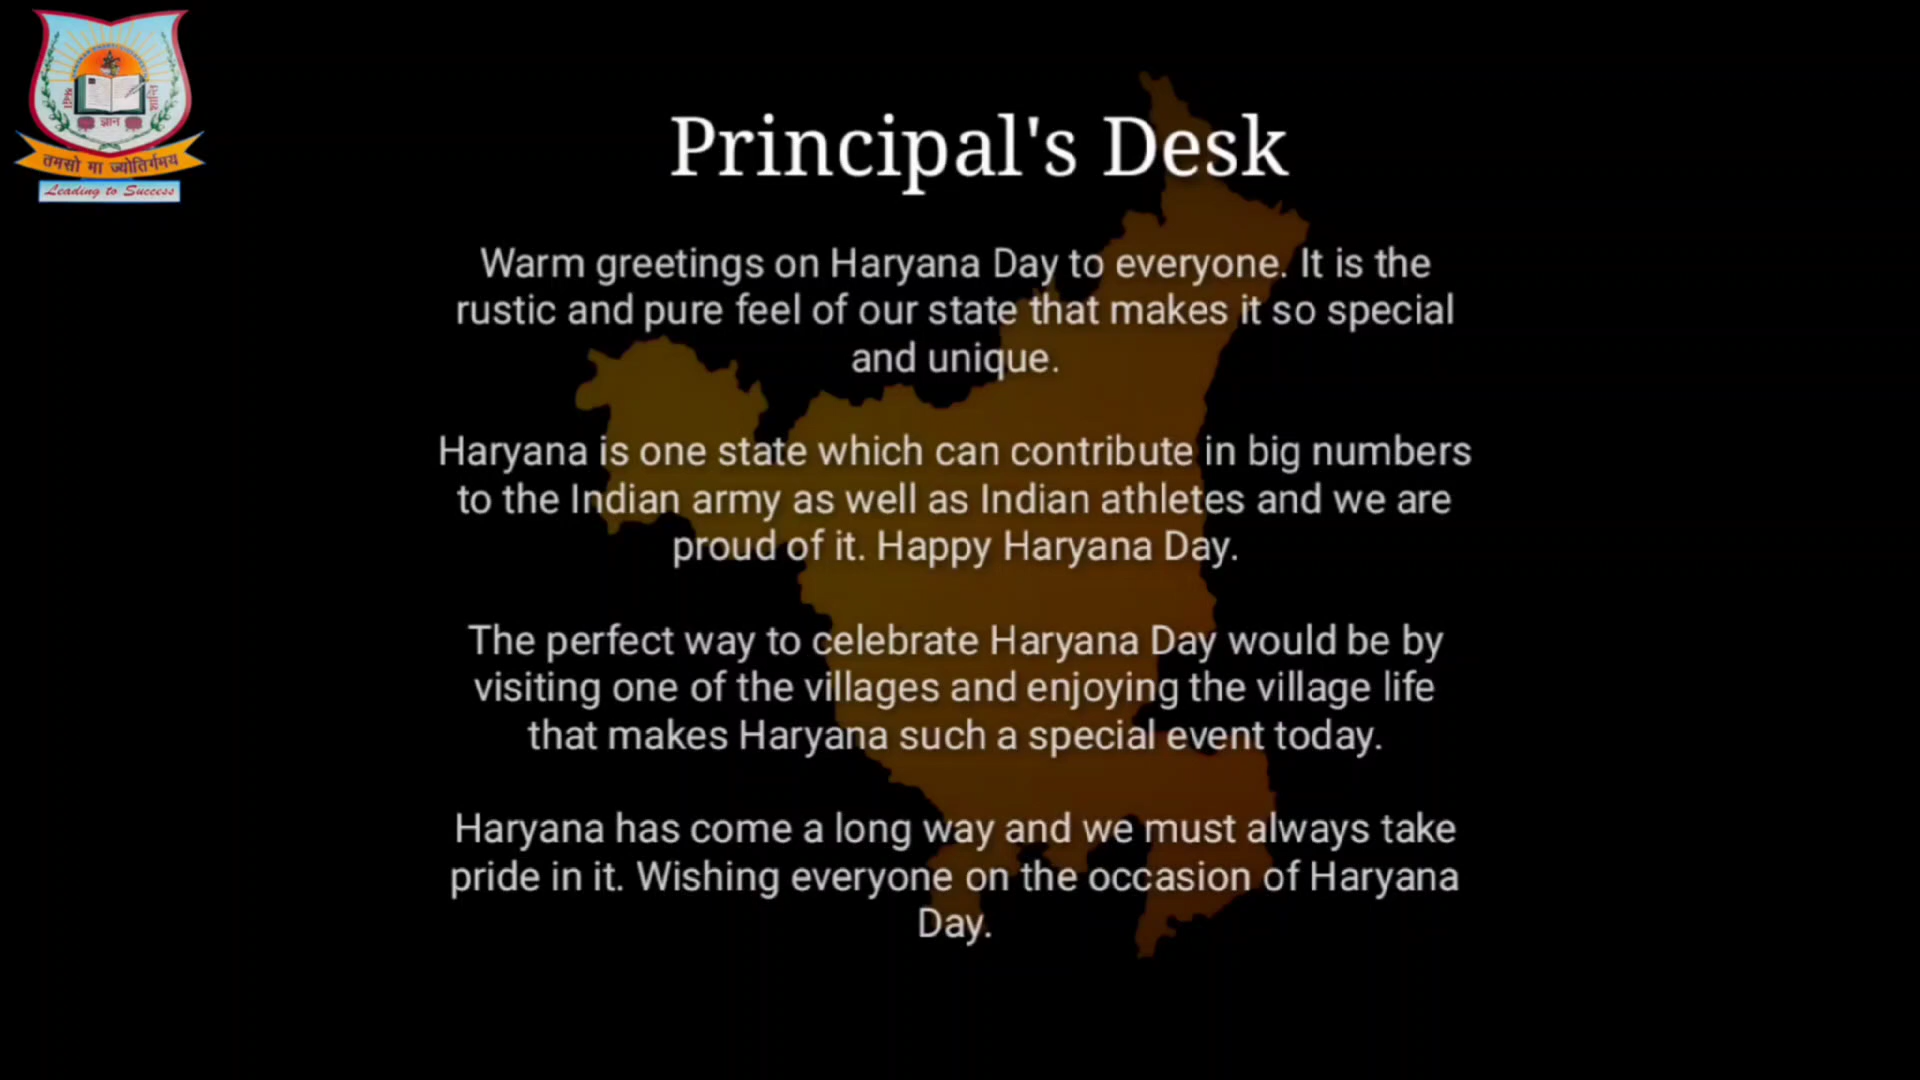 ज्ञान
तमसो मा ज्योतिर्गमय
Leading to Success
Principal's Desk
Warm greetings on Haryana Day to everyone. It is the
rustic and pure feel of our state that makes it so special
and unique.
Haryana is one state which can contribute in big numbers
to the Indian army as well as Indian athletes and we are
proud of it. Happy Haryana Day.
The perfect way to celebrate Haryana Day would be by
visiting one of the villages and enjoying the village life
that makes Haryana such a special event today.
Haryana has come a long way and we must always take
pride in it. Wishing everyone on the occasion of Haryana
Day.